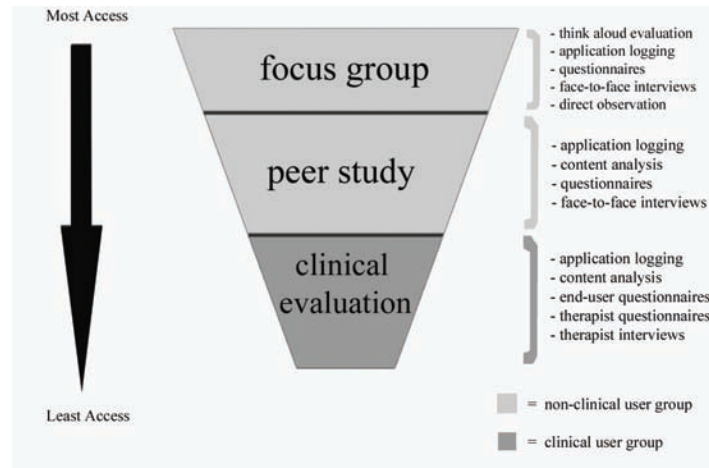 Most Access
focus group
- think aloud evaluation
- application logging
- questionnaires
- face-to-face interviews
- direct observation
peer study
- application logging
- content analysis
- questionnaires
- face-to-face interviews
clinical
evaluation
- application logging
- content analysis
- end-user questionnaires
- therapist questionnaires
- therapist interviews
Least Access
= non-clinical user group
= clinical user group